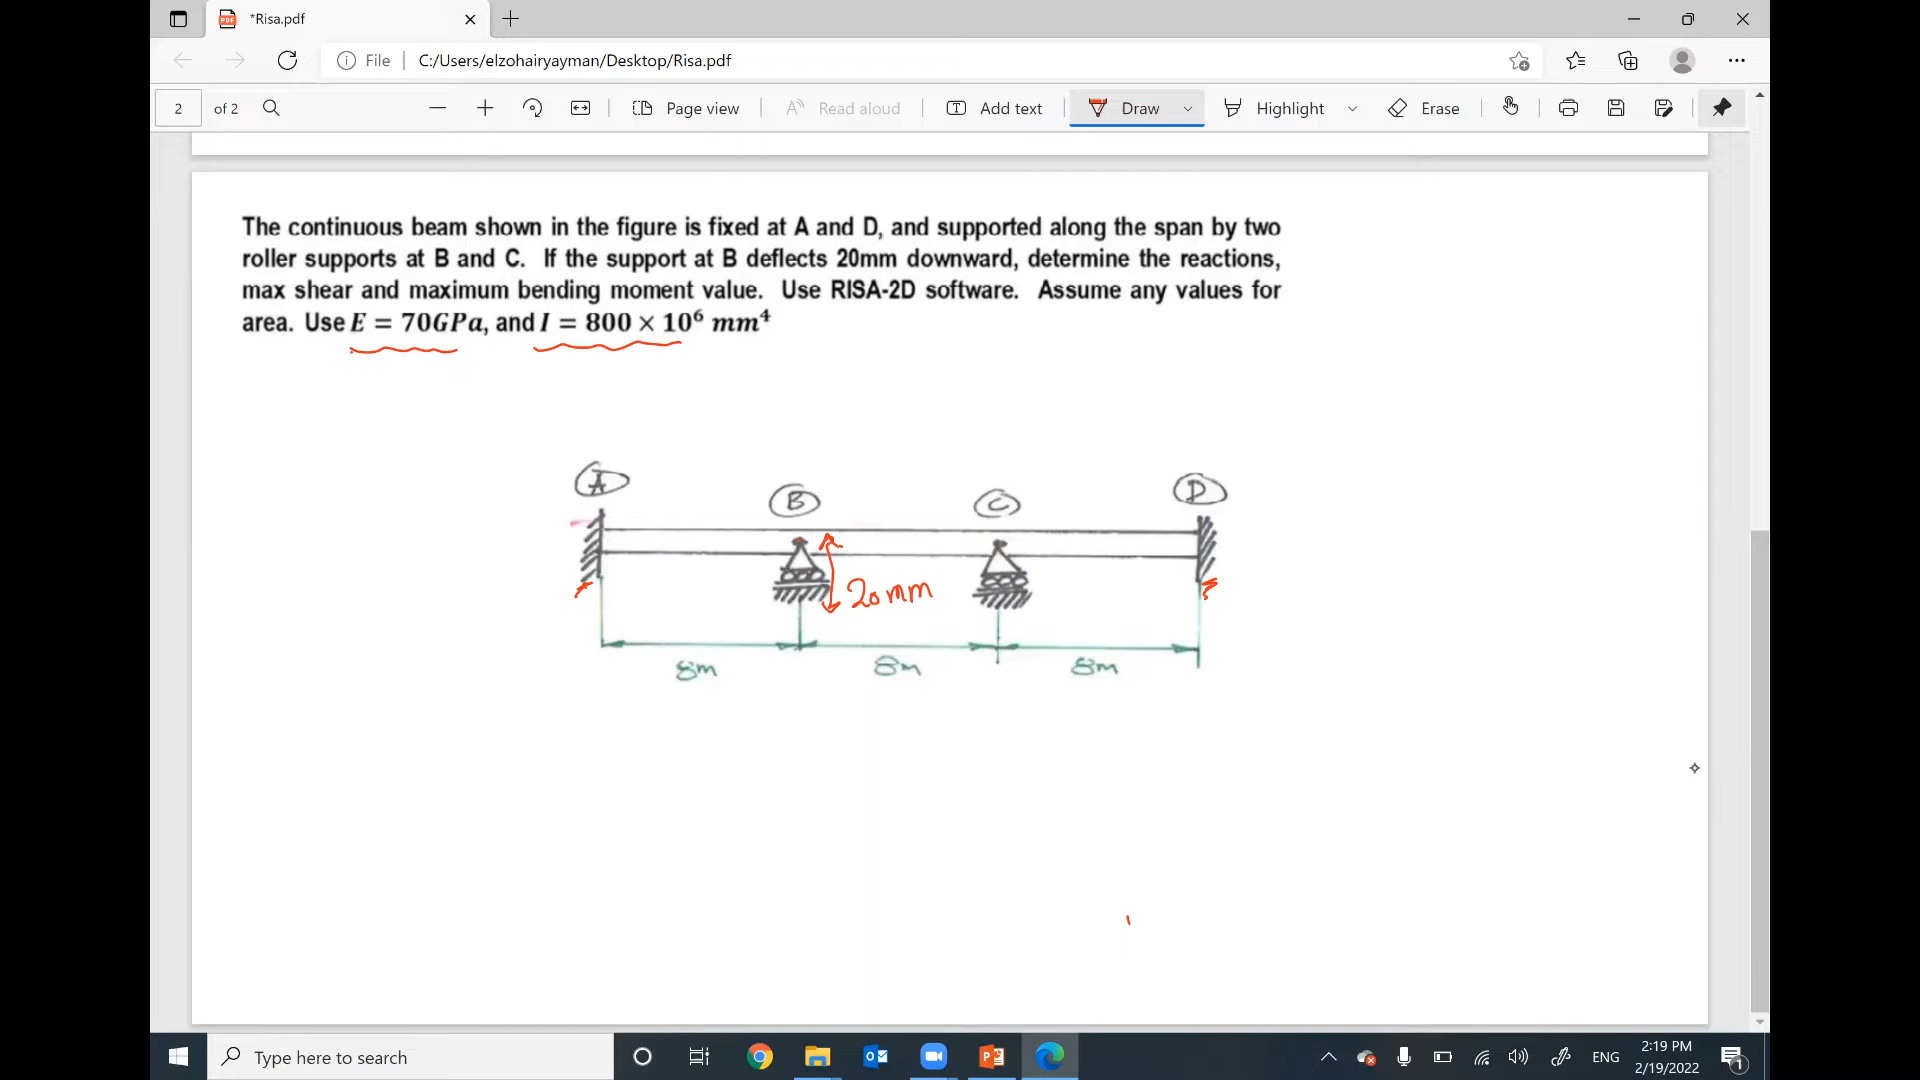 *Risa.pdf
File | C:/Users/elzohairyayman/Desktop/Risa.pdf
2 of 2 Page view Read aloud Add text Draw Highlight Erase
The continuous beam shown in the figure is fixed at A and D, and supported along the span by two
roller supports at B and C. If the support at B deflects 20mm downward, determine the reactions,
max shear and maximum bending moment value. Use RISA-2D software. Assume any values for
area. Use E = 70GPa, and I = 800 × 10⁶ mm⁴
A B C D
20mm
8m 8m 8m
Type here to search
ENG
2:19 PM
2/19/2022
1